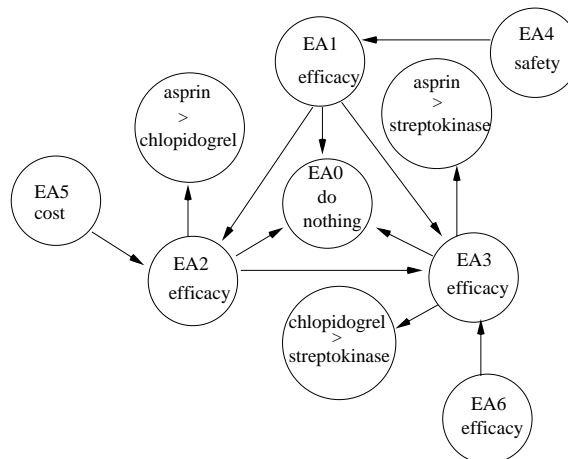 EA4
safety
EA1
efficacy
asprin
>
chlopidogrel
asprin
>
streptokinase
EA0
do
nothing
EA5
cost
EA2
efficacy
EA3
efficacy
chlopidogrel
>
streptokinase
EA6
efficacy